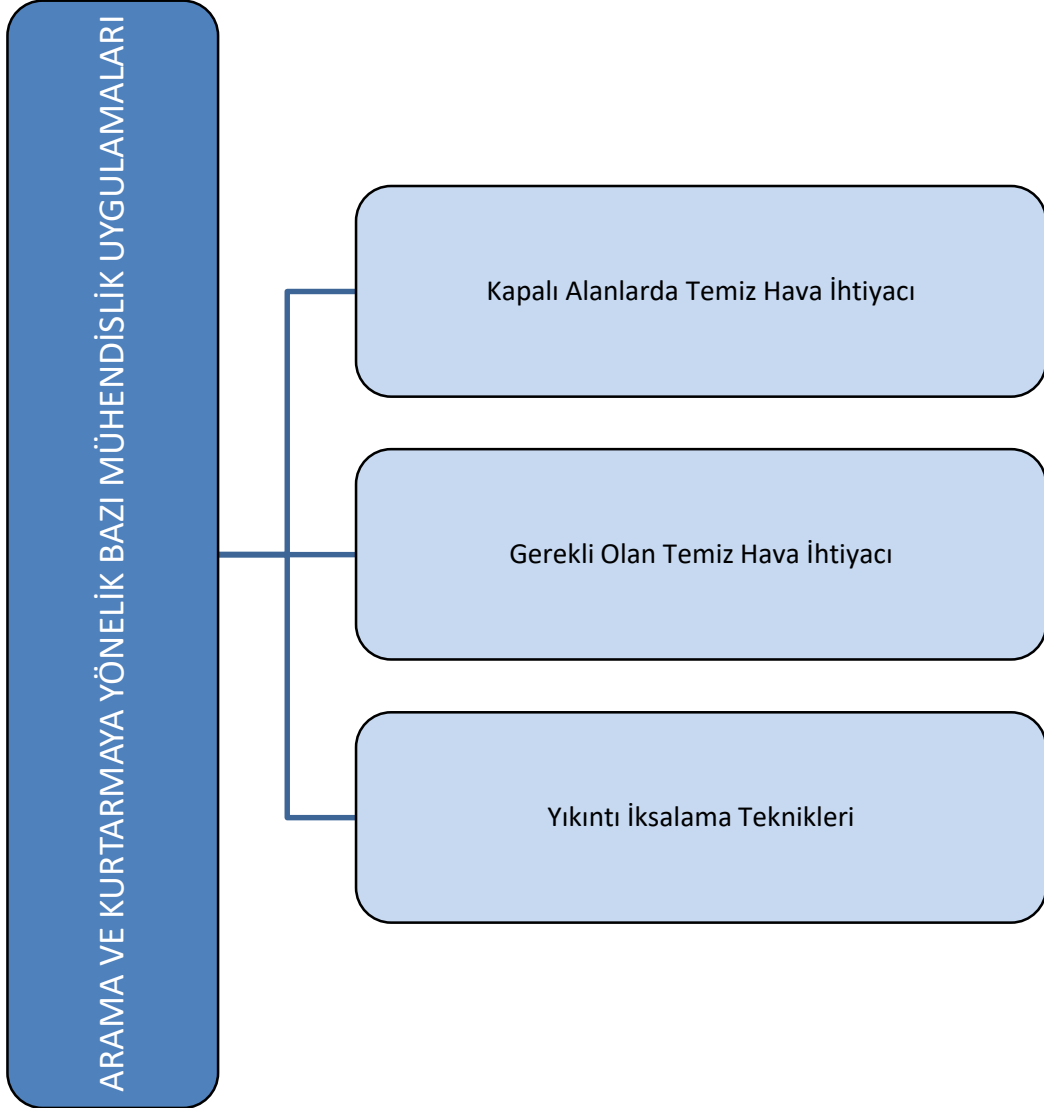 ARAMA VE KURTARMAYA YÖNELİK BAZI MÜHENDİSLİK UYGULAMALARI
Kapalı Alanlarda Temiz Hava İhtiyacı
Gerekli Olan Temiz Hava İhtiyacı
Yıkıntı İksalama Teknikleri